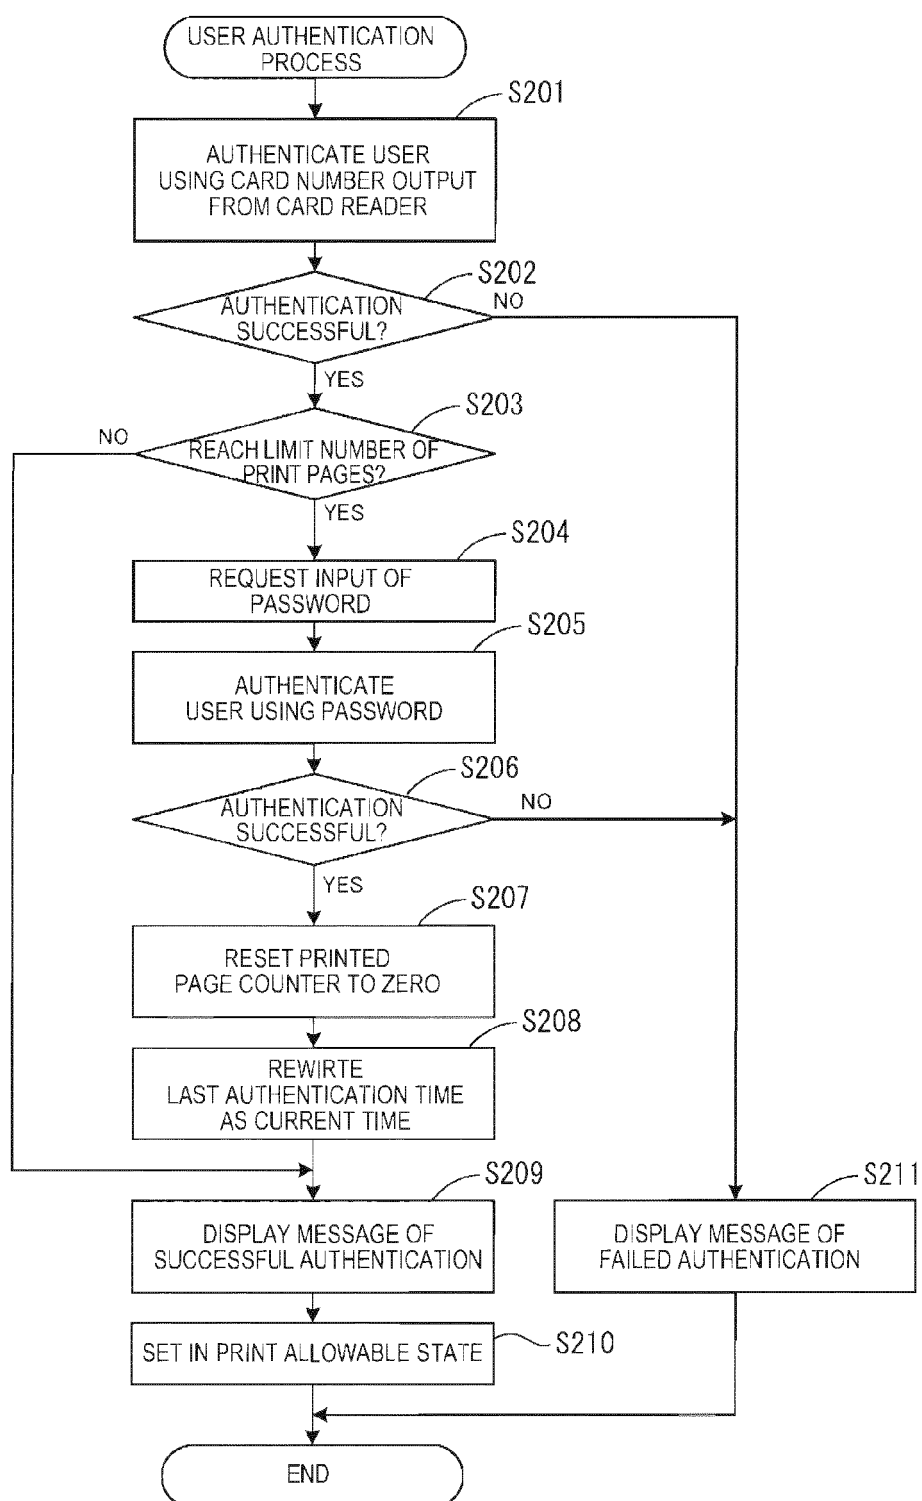 USER AUTHENTICATION
PROCESS
S201
AUTHENTICATE USER
USING CARD NUMBER OUTPUT
FROM CARD READER
S202
AUTHENTICATION
SUCCESSFUL?
NO
YES
S203
NO
REACH LIMIT NUMBER OF
PRINT PAGES?
YES
S204
REQUEST INPUT OF
PASSWORD
S205
AUTHENTICATE
USER USING PASSWORD
S206
AUTHENTICATION
SUCCESSFUL?
NO
YES
S207
RESET PRINTED
PAGE COUNTER TO ZERO
S208
REWIRTE
LAST AUTHENTICATION TIME
AS CURRENT TIME
S209
DISPLAY MESSAGE OF
SUCCESSFUL AUTHENTICATION
S211
DISPLAY MESSAGE OF
FAILED AUTHENTICATION
SET IN PRINT ALLOWABLE STATE
S210
END